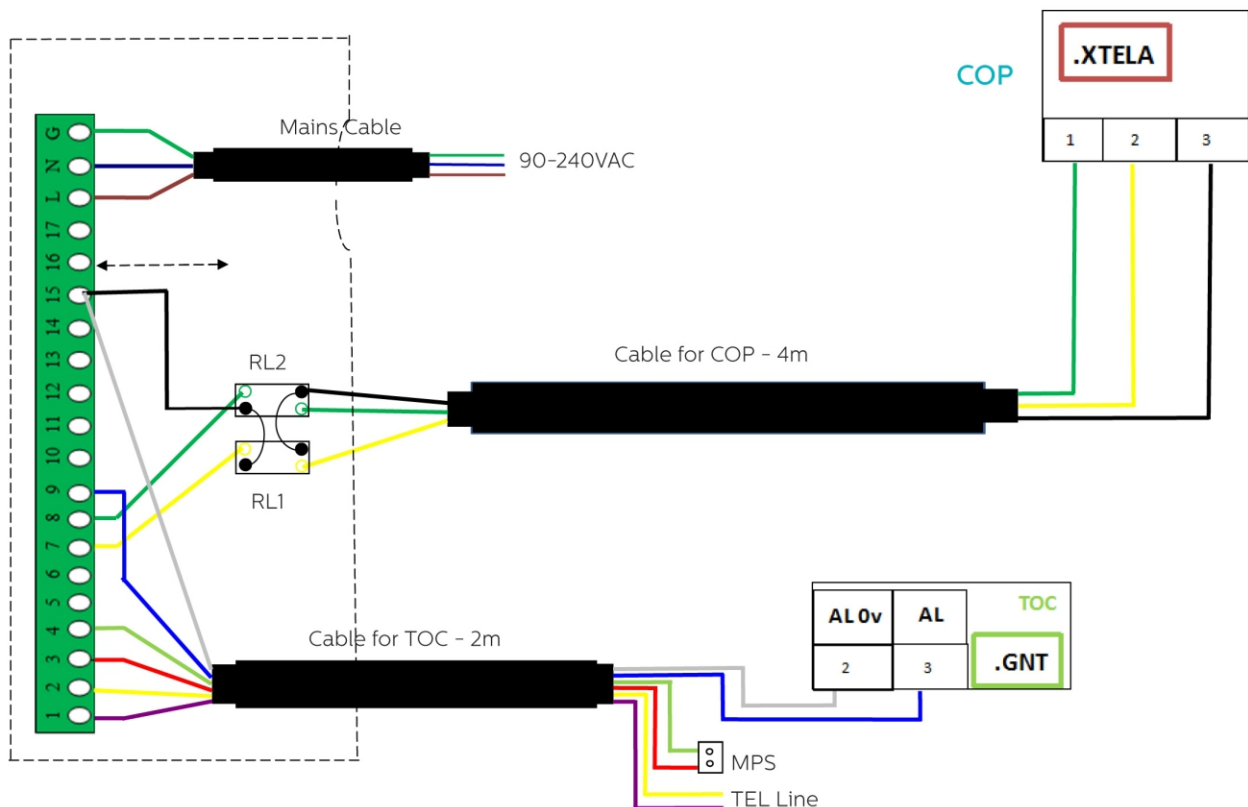 .XTELA
COP
1
2
3
Mains Cable
90-240VAC
G
N
L
17
16
15
14
13
12
11
10
9
8
7
6
5
4
3
2
1
RL2
RL1
Cable for COP - 4m
Cable for TOC - 2m
AL 0v
AL
TOC
2
3
.GNT
MPS
TEL Line